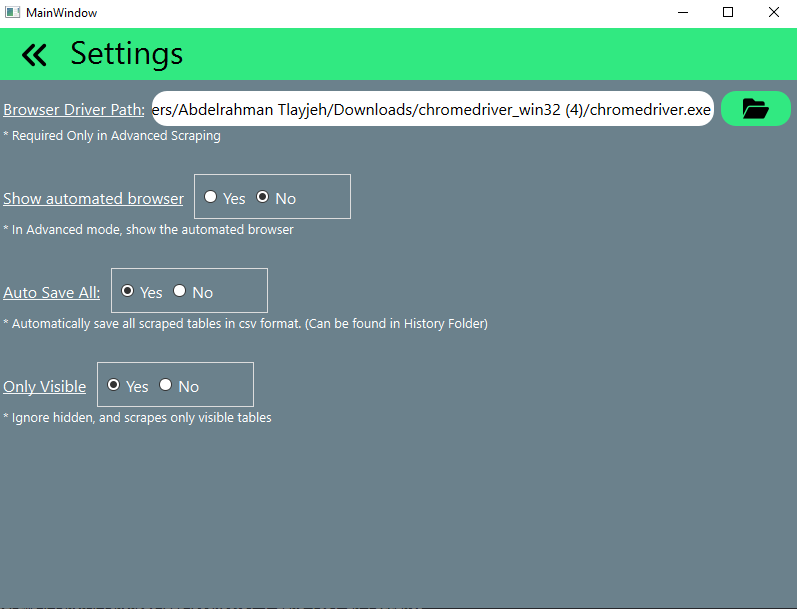 MainWindow
Settings
Browser Driver Path: ers/Abdelrahman Tlayjeh/Downloads/chromedriver_win32 (4)/chromedriver.exe
* Required Only in Advanced Scraping
Show automated browser Yes No
* In Advanced mode, show the automated browser
Auto Save All: Yes No
* Automatically save all scraped tables in csv format. (Can be found in History Folder)
Only Visible Yes No
* Ignore hidden, and scrapes only visible tables